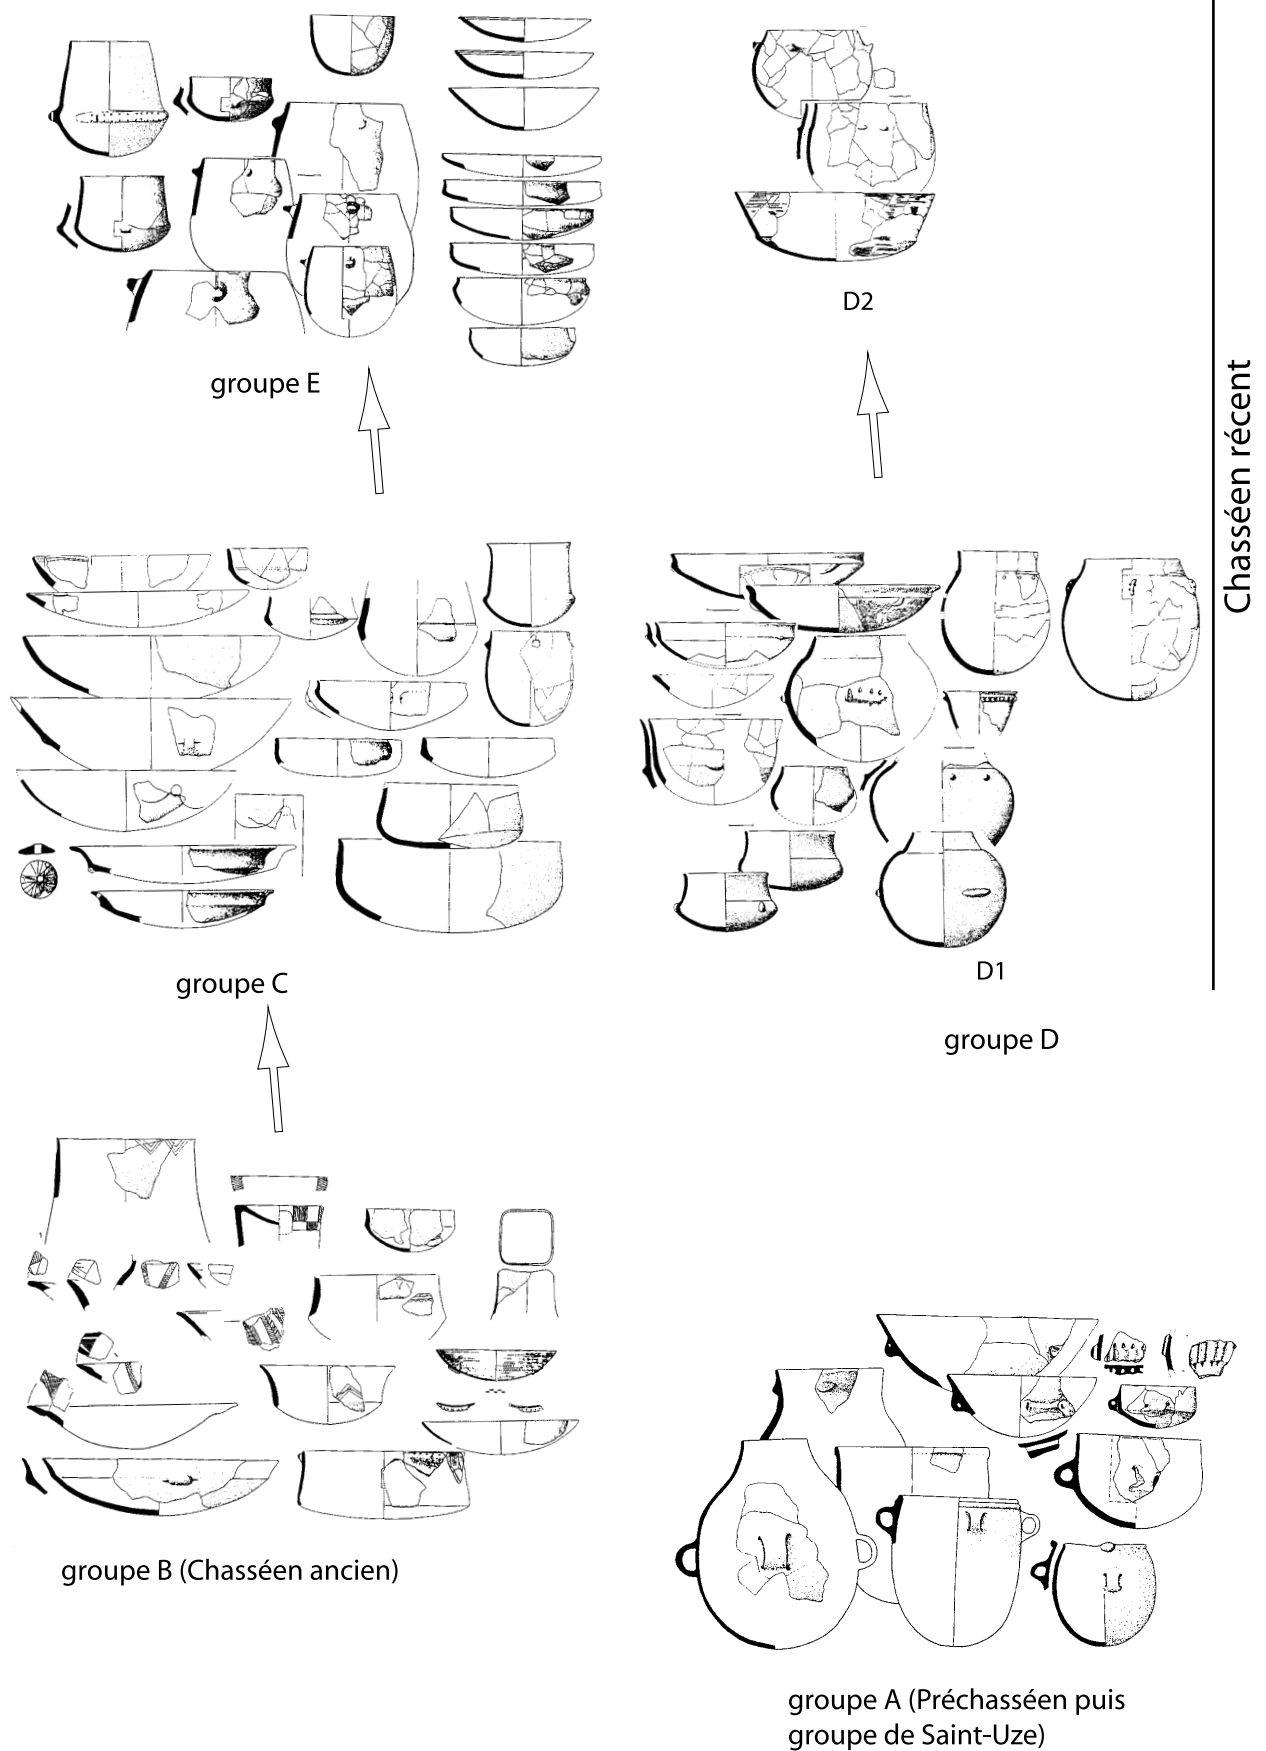 D2
groupe E
Chasséen récent
D1
groupe C
groupe D
groupe B (Chasséen ancien)
groupe A (Préchasséen puis
groupe de Saint-Uze)